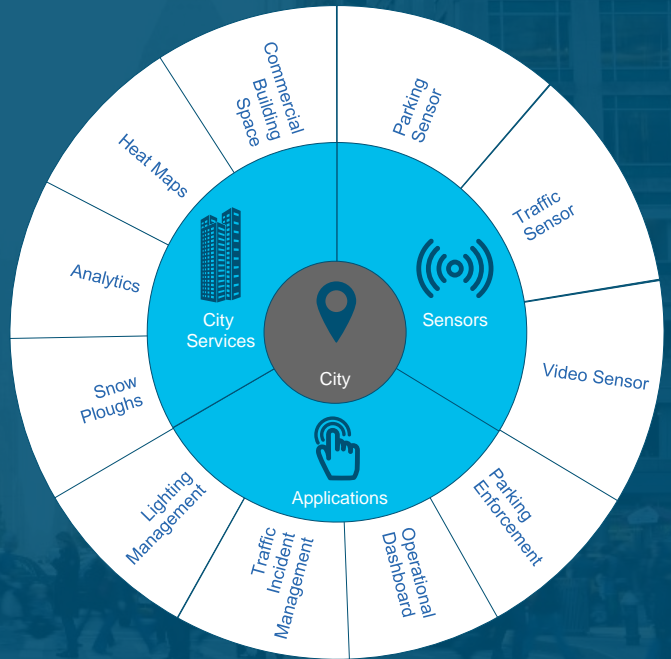 City
City
Services
Sensors
Applications
Commercial
Building
Space
Parking
Sensor
Traffic
Sensor
Video Sensor
Parking
Enforcement
Operational
Dashboard
Traffic
Incident
Management
Lighting
Management
Snow
Ploughs
Analytics
Heat Maps